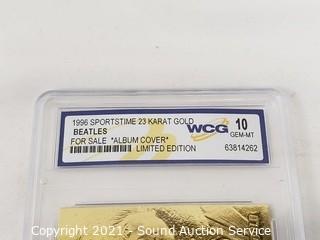 1996 SPORTSTIME 23 KARAT GOLD
BEATLES
FOR SALE *ALBUM COVER*
LIMITED EDITION
WCG
10
GEM-MT
63814262
Copyright 2021 - Sound Auction Service